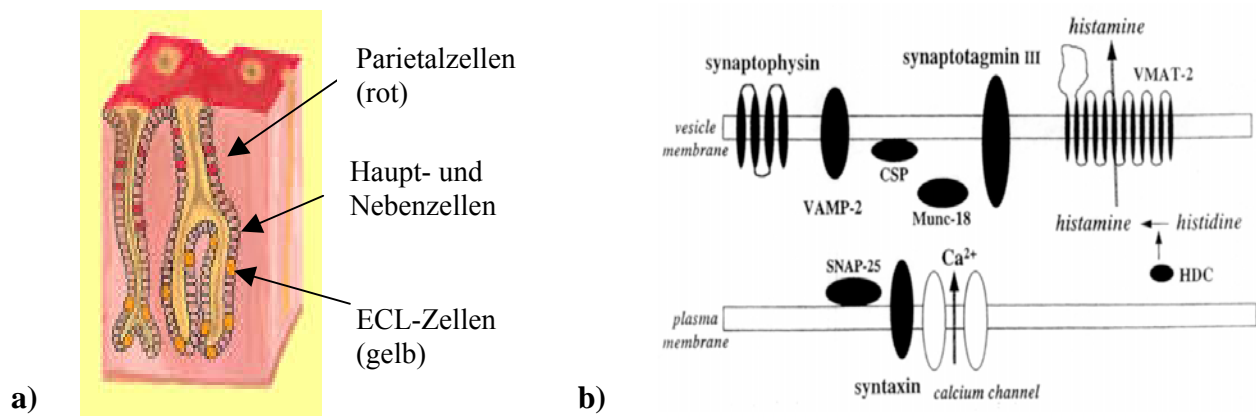 Parietalzellen
(rot)
Haupt- und
Nebenzellen
ECL-Zellen
(gelb)
a)
histamine
synaptophysin
synaptotagmin III
VMAT-2
vesicle
membrane
CSP
VAMP-2
Munc-18
histamine
histidine
SNAP-25
Ca²⁺
HDC
plasma
membrane
syntaxin
calcium channel
b)